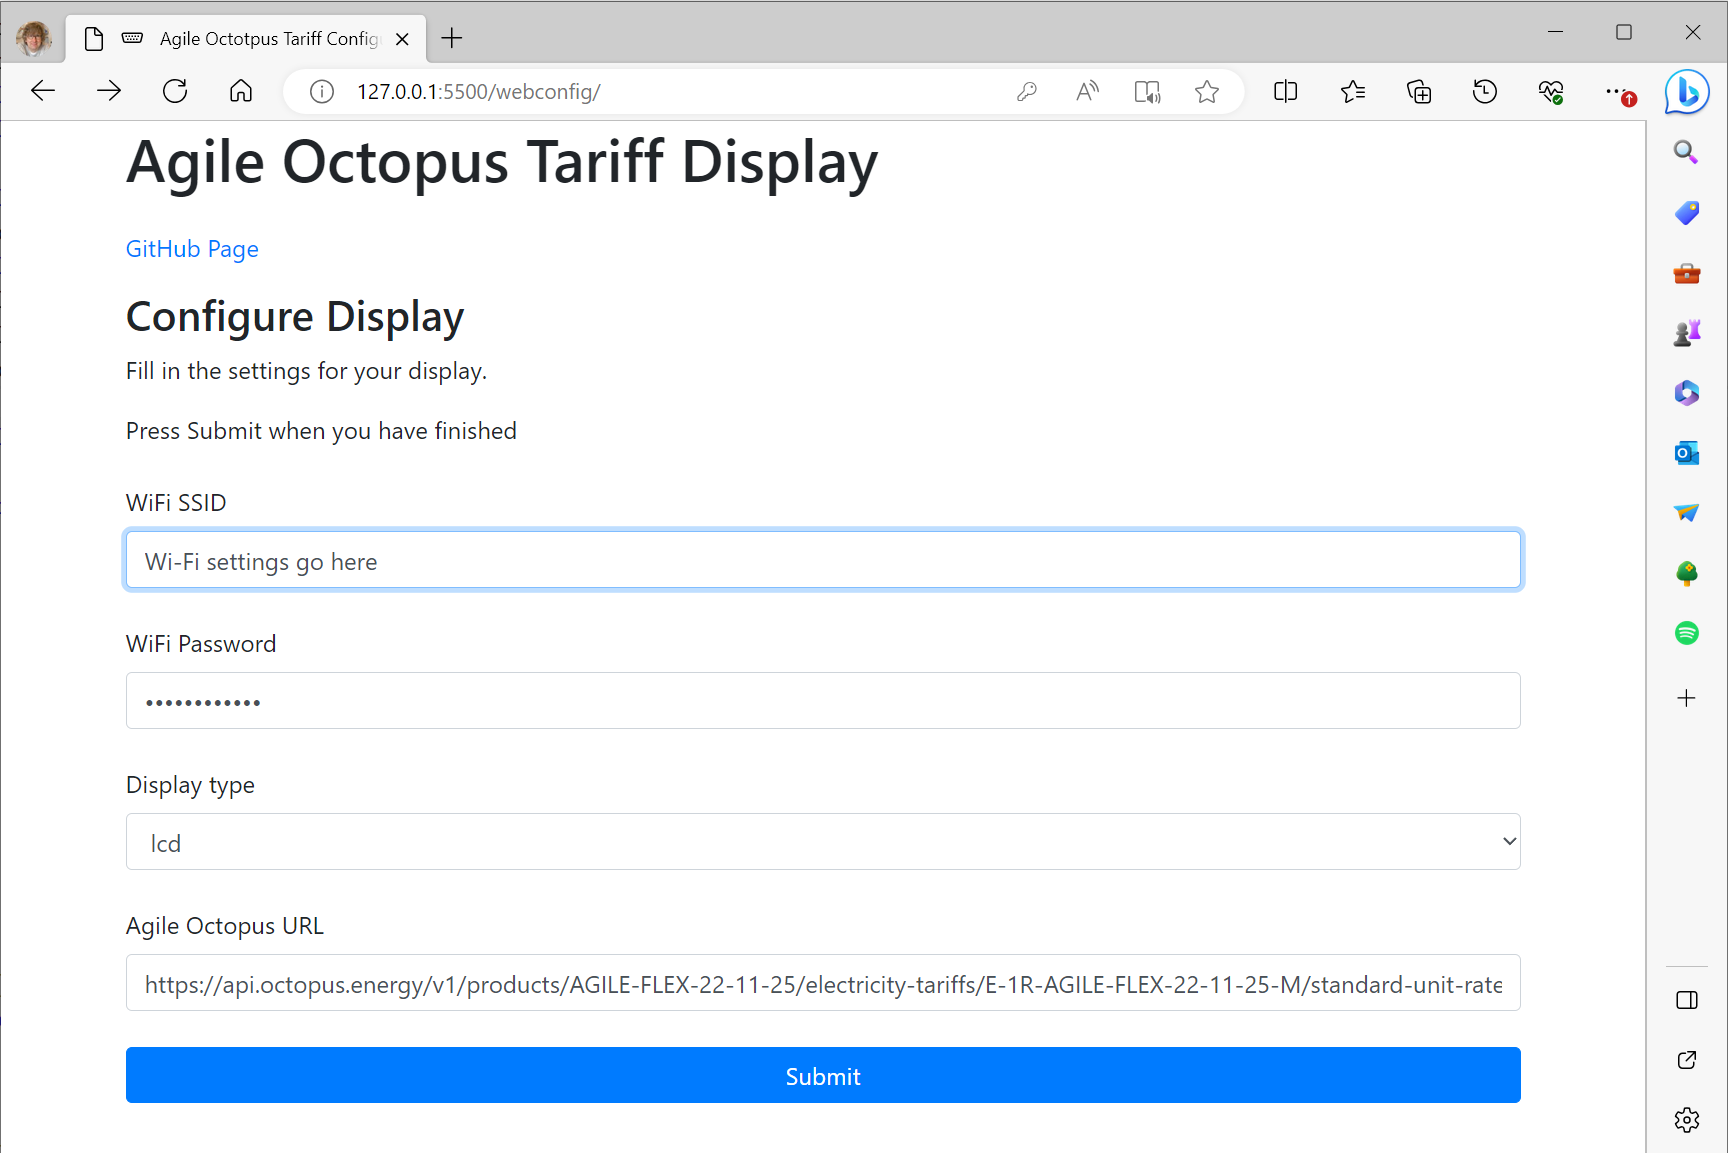 Agile Octotpus Tariff Config
127.0.0.1:5500/webconfig/
Agile Octopus Tariff Display
GitHub Page
Configure Display
Fill in the settings for your display.
Press Submit when you have finished
WiFi SSID
Wi-Fi settings go here
WiFi Password
••••••••••••
Display type
lcd
Agile Octopus URL
https://api.octopus.energy/v1/products/AGILE-FLEX-22-11-25/electricity-tariffs/E-1R-AGILE-FLEX-22-11-25-M/standard-unit-rate
Submit